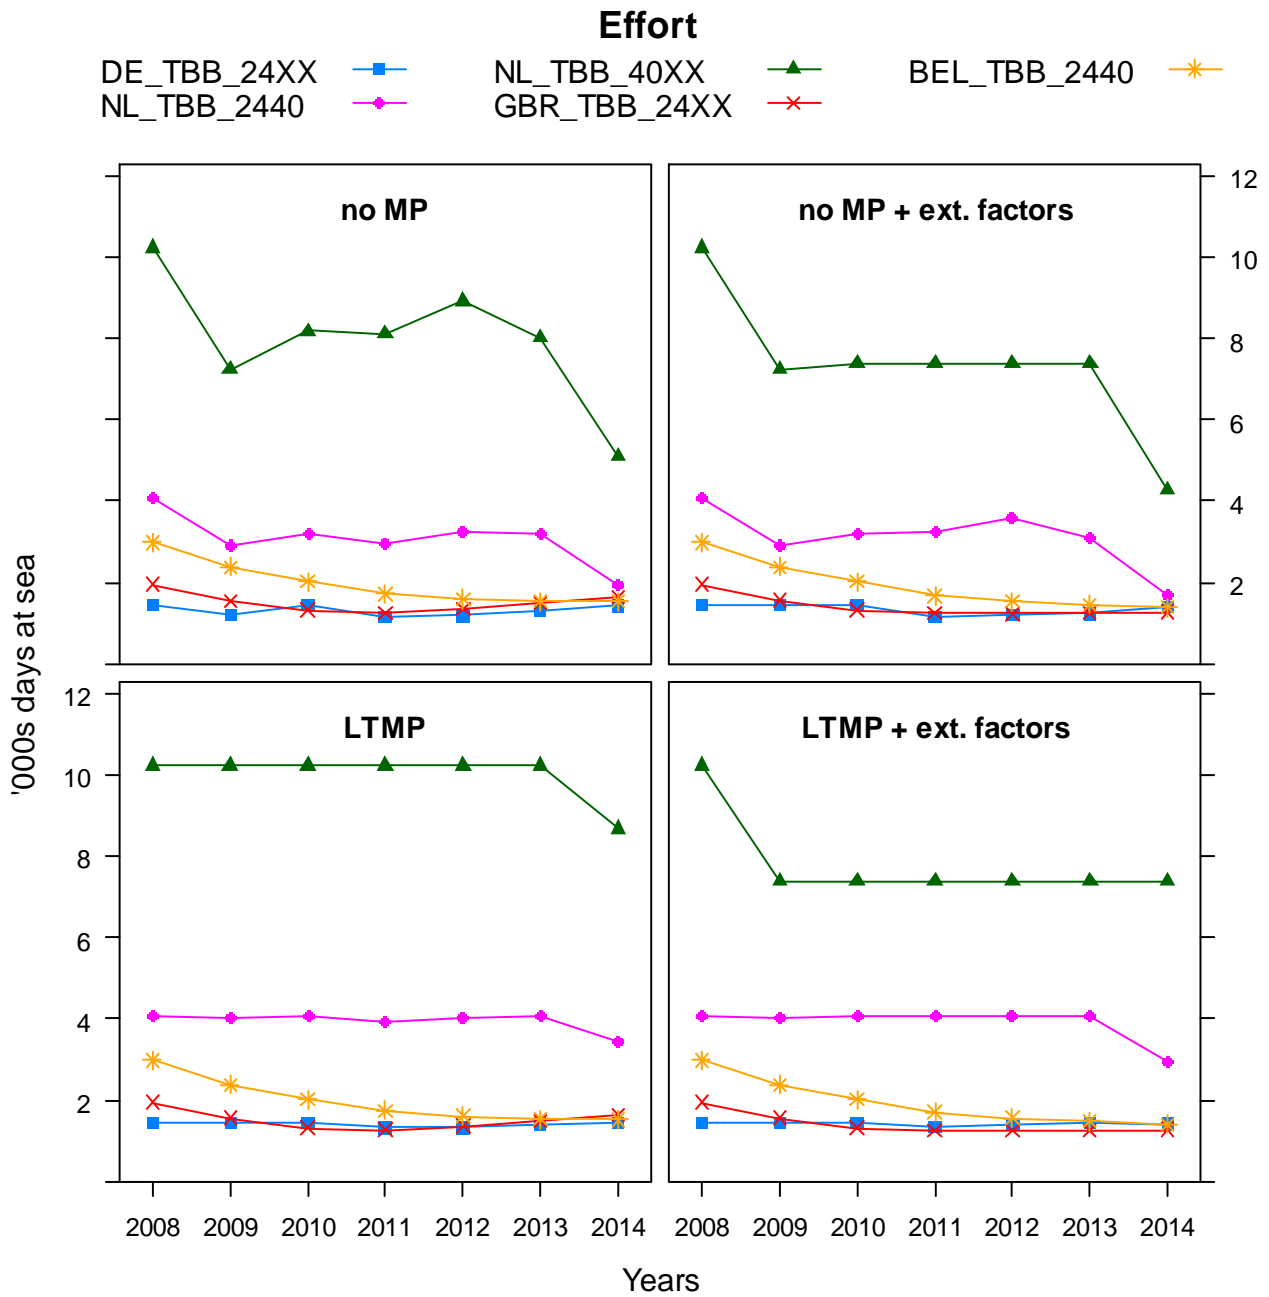 Effort
DE_TBB_24XX NL_TBB_40XX BEL_TBB_2440
NL_TBB_2440 GBR_TBB_24XX
no MP no MP + ext. factors
12
10
8
6
4
2
LTMP LTMP + ext. factors
12
10
8
6
4
2
'000s days at sea
2008 2009 2010 2011 2012 2013 2014 2008 2009 2010 2011 2012 2013 2014
Years